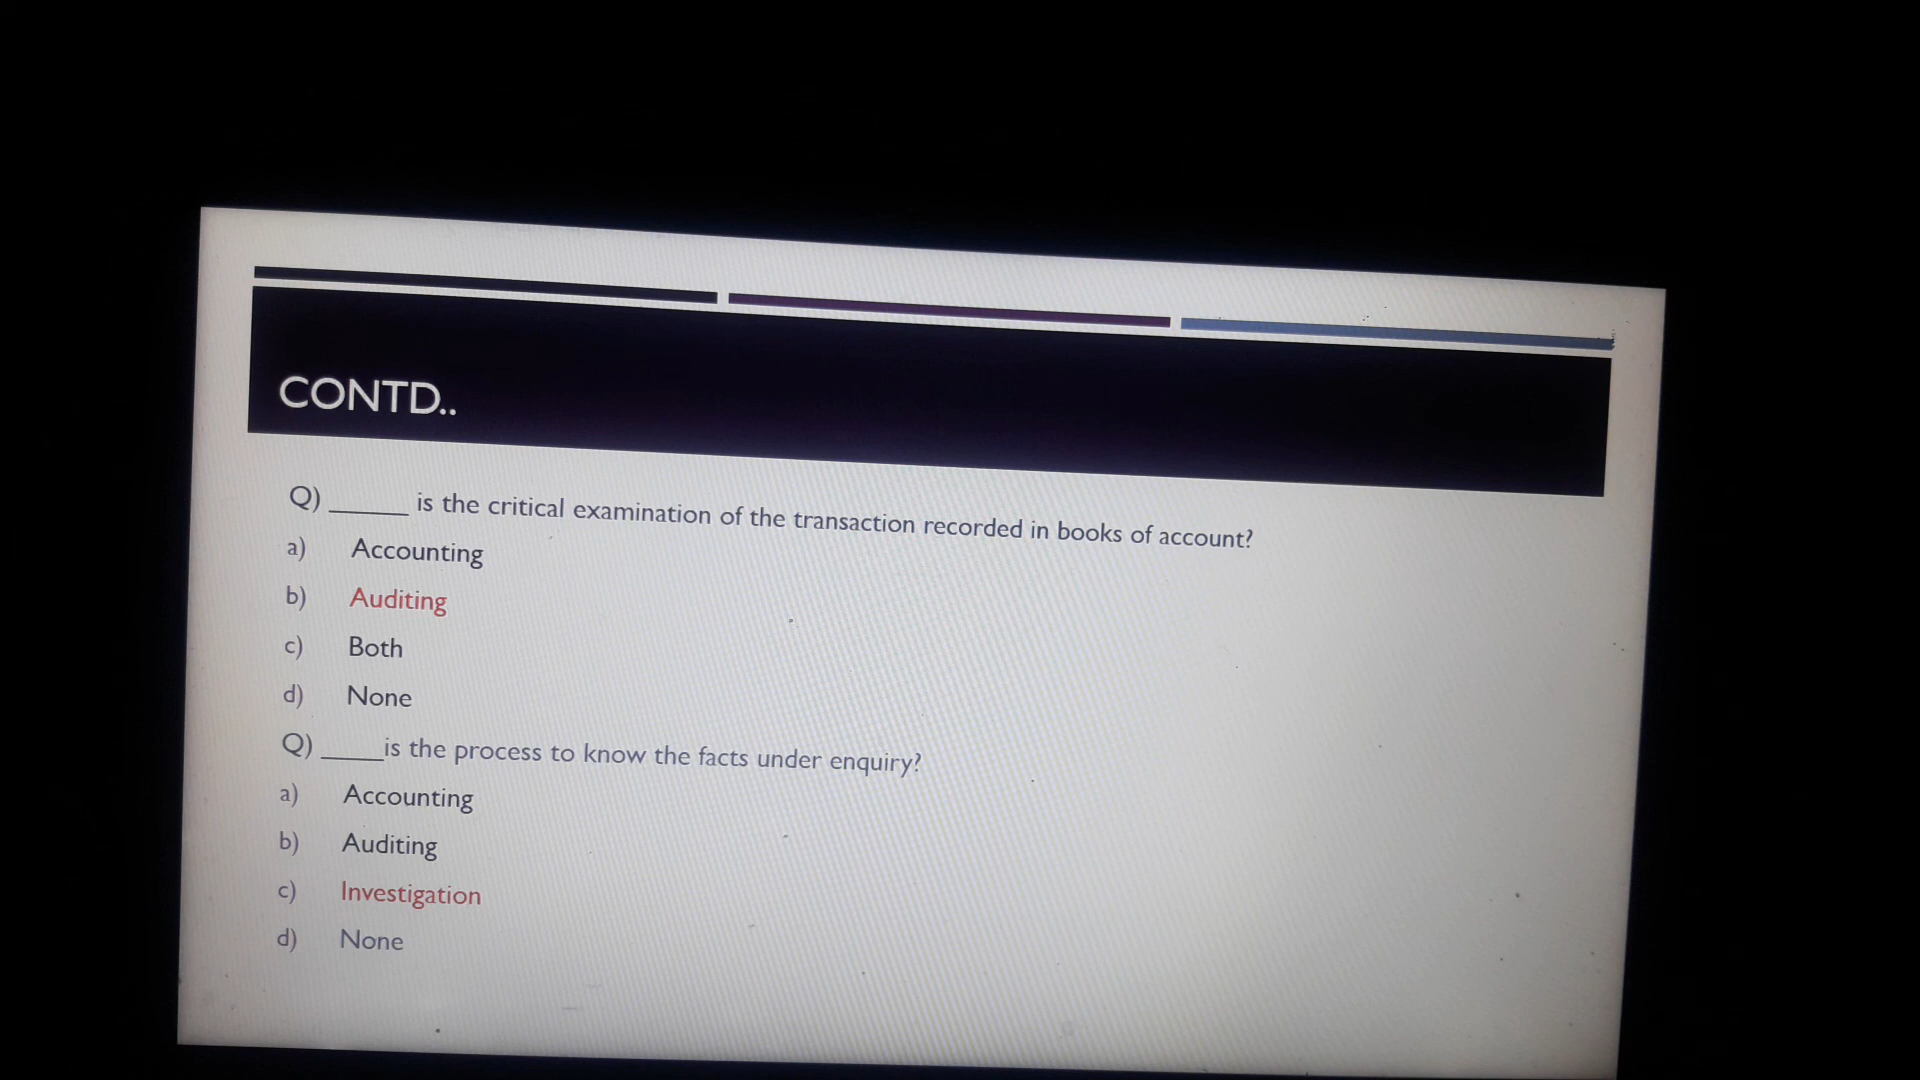 CONTD..
Q) ______ is the critical examination of the transaction recorded in books of account?
a) Accounting
b) Auditing
c) Both
d) None
Q) _____is the process to know the facts under enquiry?
a) Accounting
b) Auditing
c) Investigation
d) None